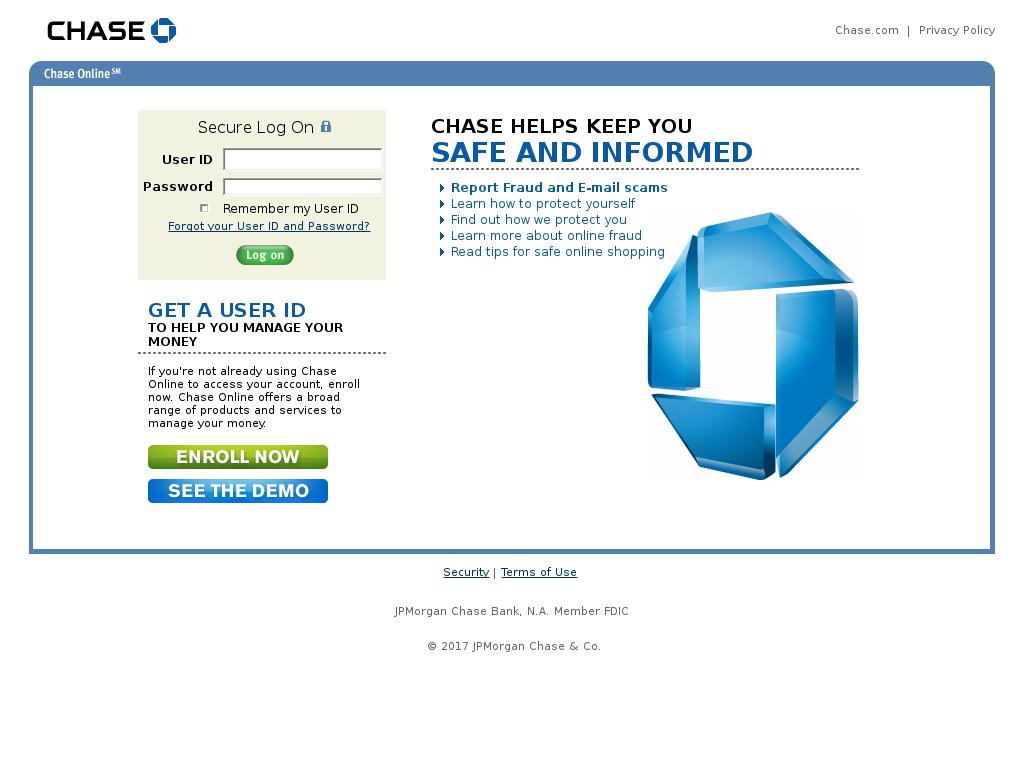 CHASE
Chase.com | Privacy Policy
Chase Online℠
Secure Log On
User ID
Password
Remember my User ID
Forgot your User ID and Password?
Log on
GET A USER ID
TO HELP YOU MANAGE YOUR
MONEY
If you're not already using Chase
Online to access your account, enroll
now. Chase Online offers a broad
range of products and services to
manage your money.
ENROLL NOW
SEE THE DEMO
CHASE HELPS KEEP YOU
SAFE AND INFORMED
Report Fraud and E-mail scams
Learn how to protect yourself
Find out how we protect you
Learn more about online fraud
Read tips for safe online shopping
Security | Terms of Use
JPMorgan Chase Bank, N.A. Member FDIC
© 2017 JPMorgan Chase & Co.